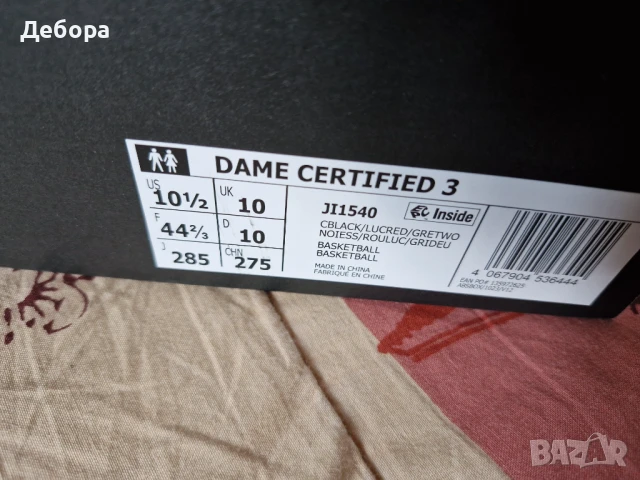 Дебора
DAME CERTIFIED 3
US 10½ UK 10
F 44⅔ D 10
J 285 CHN 275
JI1540 Inside
CBLACK/LUCRED/GRETWO
NOIESS/ROULUC/GRIDEU
BASKETBALL
BASKETBALL
MADE IN CHINA
FABRIQUÉ EN CHINE
4 067904 536444
BAZAR